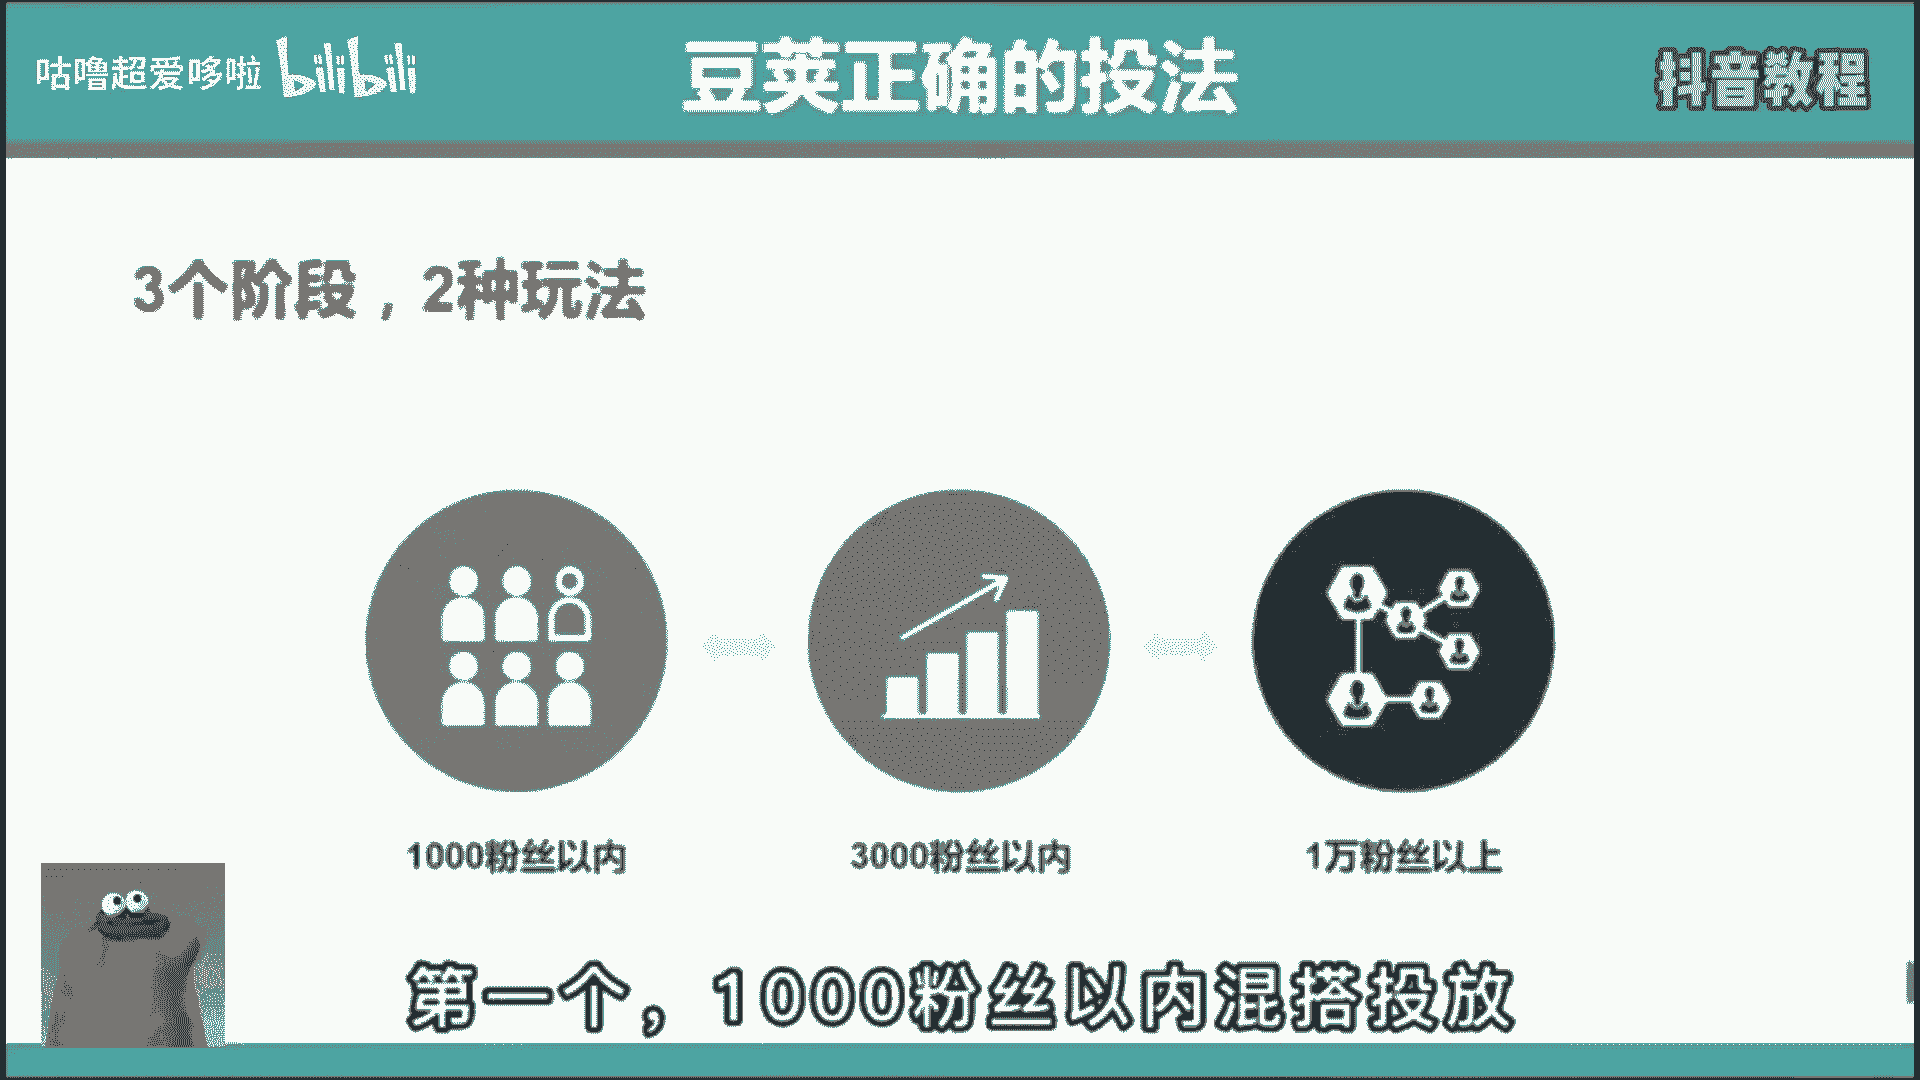 咕噜超爱哆啦 bilibili
豆荚正确的投法
抖音教程
3个阶段，2种玩法
1000粉丝以内
3000粉丝以内
1万粉丝以上
第一个，1000粉丝以内混搭投放